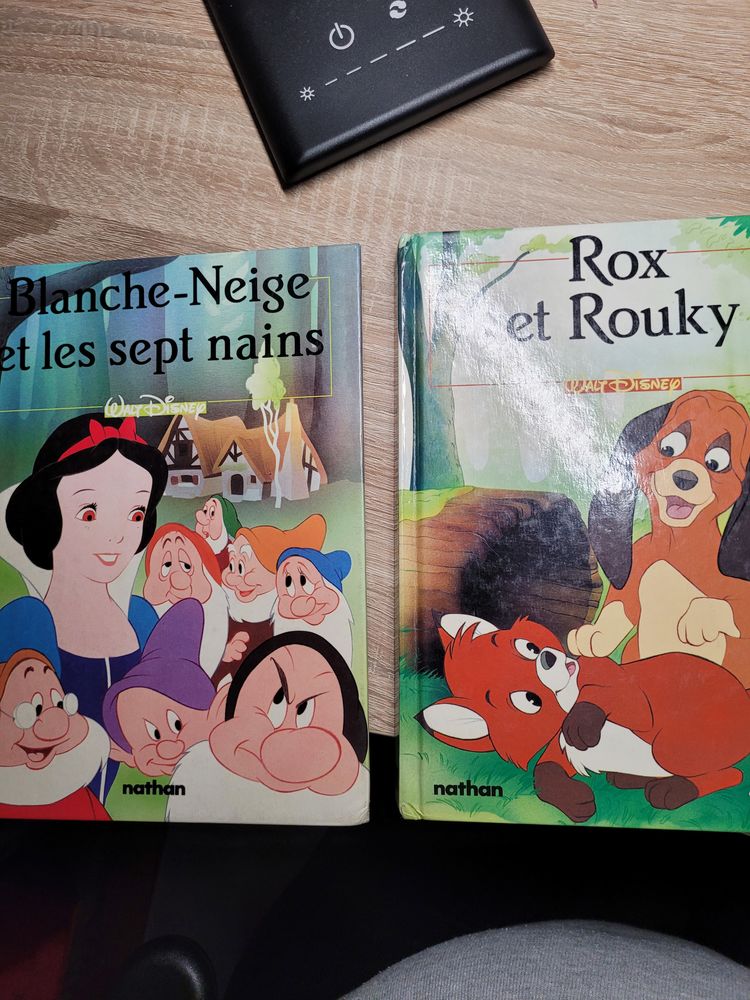 Blanche-Neige
et les sept nains
WALT DISNEY
nathan
Rox
et Rouky
WALT DISNEY
nathan